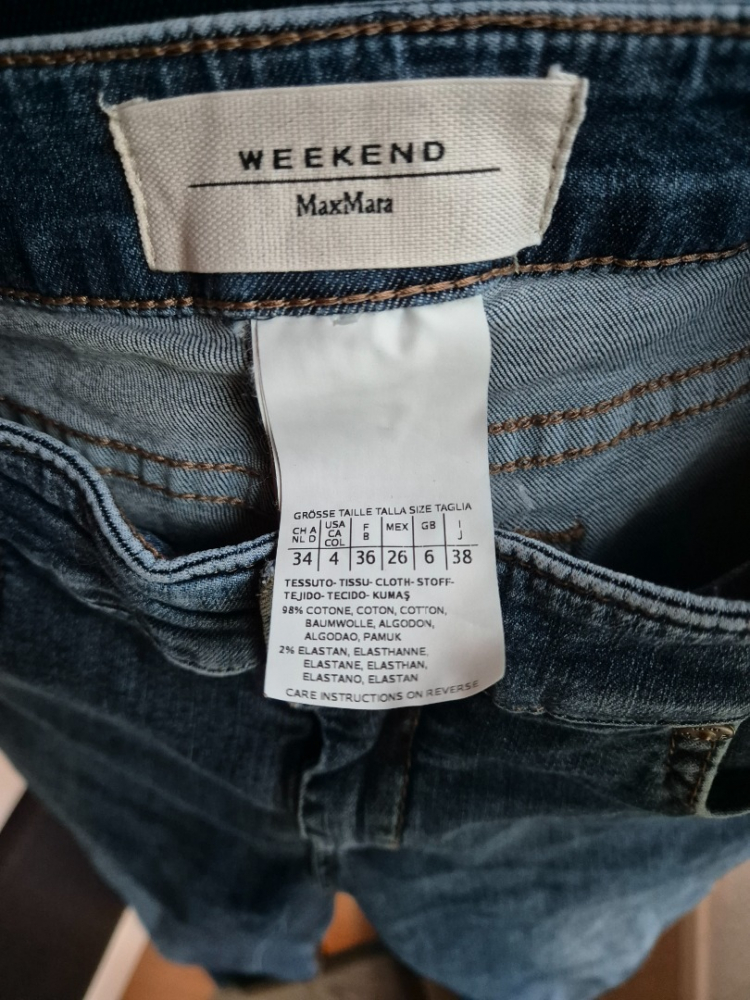 WEEKEND
MaxMara
GRÖSSE TAILLE TALLA SIZE TAGLIA
CH A NL D USA CA COL F B MEX GB I J
34 4 36 26 6 38
TESSUTO- TISSU- CLOTH- STOFF-
TEJIDO- TECIDO- KUMAŞ
98% COTONE, COTON, COTTON,
BAUMWOLLE, ALGODON,
ALGODAO, PAMUK
2% ELASTAN, ELASTHANNE,
ELASTANE, ELASTHAN,
ELASTANO, ELASTAN
CARE INSTRUCTIONS ON REVERSE